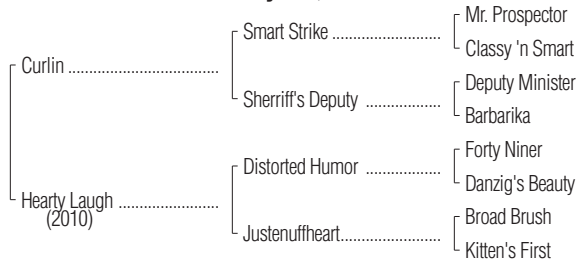 Mr. Prospector
Smart Strike ............................
Classy 'n Smart
Curlin ......................................
Deputy Minister
Sherriff's Deputy ...................
Barbarika
Forty Niner
Distorted Humor ...................
Danzig's Beauty
Hearty Laugh .........................
(2010)
Broad Brush
Justenuffheart.........................
Kitten's First